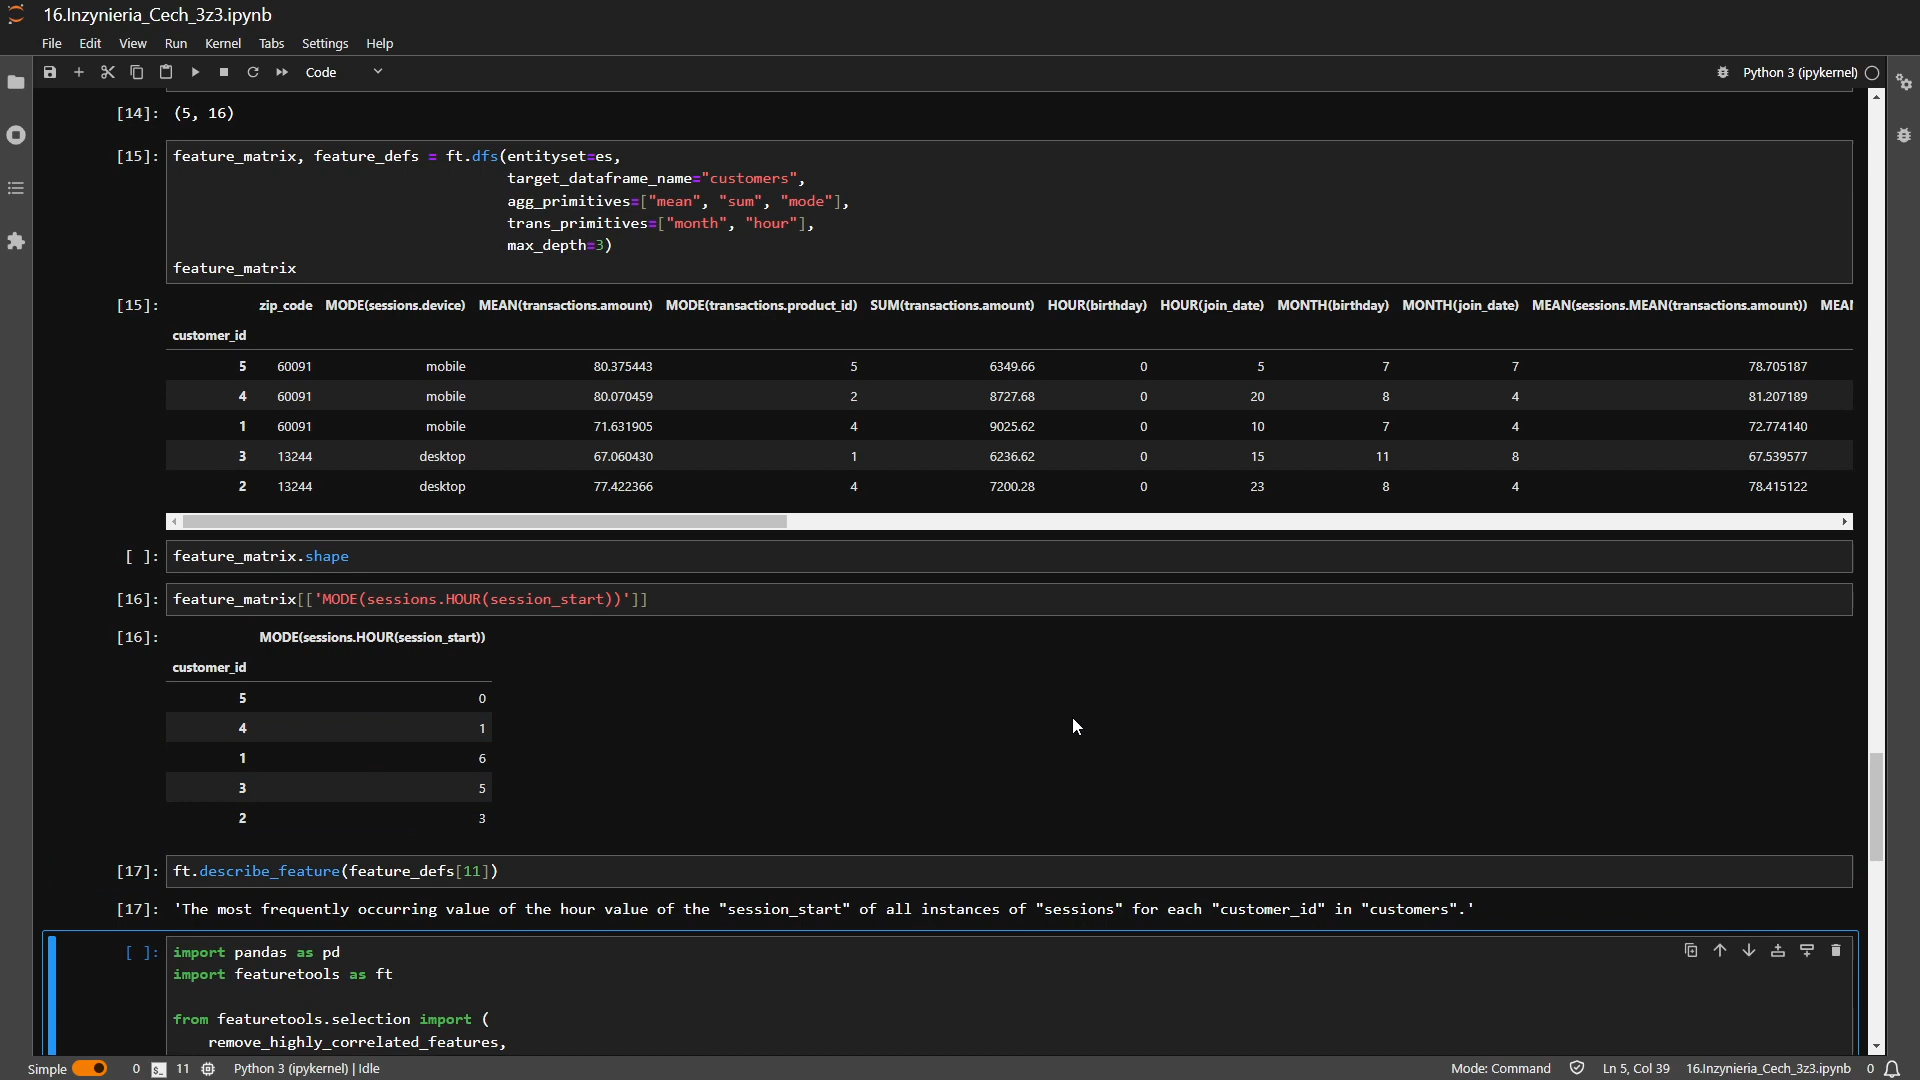 16.Inzynieria_Cech_3z3.ipynb
File Edit View Run Kernel Tabs Settings Help
Code Python 3 (ipykernel)
[14]: (5, 16)
[15]: feature_matrix, feature_defs = ft.dfs(entityset=es,
target_dataframe_name="customers",
agg_primitives=["mean", "sum", "mode"],
trans_primitives=["month", "hour"],
max_depth=3)
feature_matrix
[15]: zip_code MODE(sessions.device) MEAN(transactions.amount) MODE(transactions.product_id) SUM(transactions.amount) HOUR(birthday) HOUR(join_date) MONTH(birthday) MONTH(join_date) MEAN(sessions.MEAN(transactions.amount)) MEAN
customer_id
5 60091 mobile 80.375443 5 6349.66 0 5 7 7 78.705187
4 60091 mobile 80.070459 2 8727.68 0 20 8 4 81.207189
1 60091 mobile 71.631905 4 9025.62 0 10 7 4 72.774140
3 13244 desktop 67.060430 1 6236.62 0 15 11 8 67.539577
2 13244 desktop 77.422366 4 7200.28 0 23 8 4 78.415122
[ ]: feature_matrix.shape
[16]: feature_matrix[['MODE(sessions.HOUR(session_start))']]
[16]: MODE(sessions.HOUR(session_start))
customer_id
5 0
4 1
1 6
3 5
2 3
[17]: ft.describe_feature(feature_defs[11])
[17]: 'The most frequently occurring value of the hour value of the "session_start" of all instances of "sessions" for each "customer_id" in "customers".'
[ ]: import pandas as pd
import featuretools as ft
from featuretools.selection import (
remove_highly_correlated_features,
Simple 0 11 Python 3 (ipykernel) | Idle Mode: Command Ln 5, Col 39 16.Inzynieria_Cech_3z3.ipynb 0